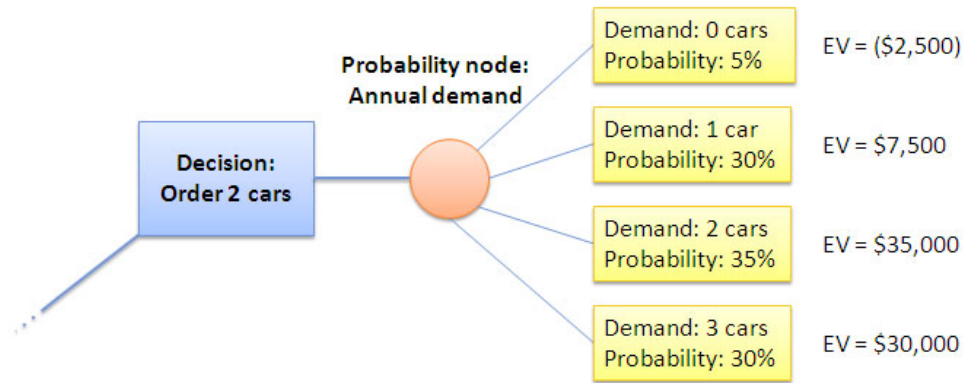 Probability node:
Annual demand
Decision:
Order 2 cars
Demand: 0 cars
Probability: 5%
EV = ($2,500)
Demand: 1 car
Probability: 30%
EV = $7,500
Demand: 2 cars
Probability: 35%
EV = $35,000
Demand: 3 cars
Probability: 30%
EV = $30,000